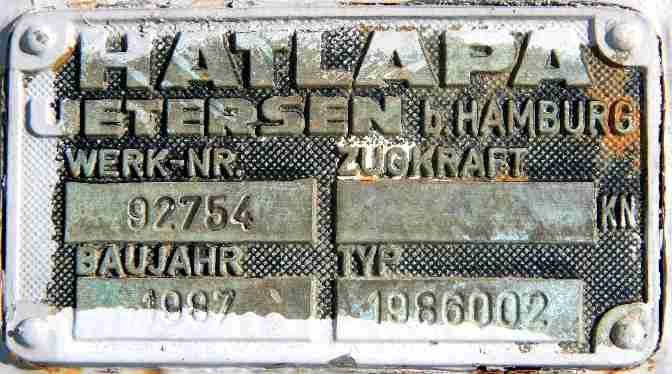 HATLAPA
UETERSEN b. HAMBURG
WERK-NR. ZUGKRAFT
92754 KN
BAUJAHR TYP
1987 1986002